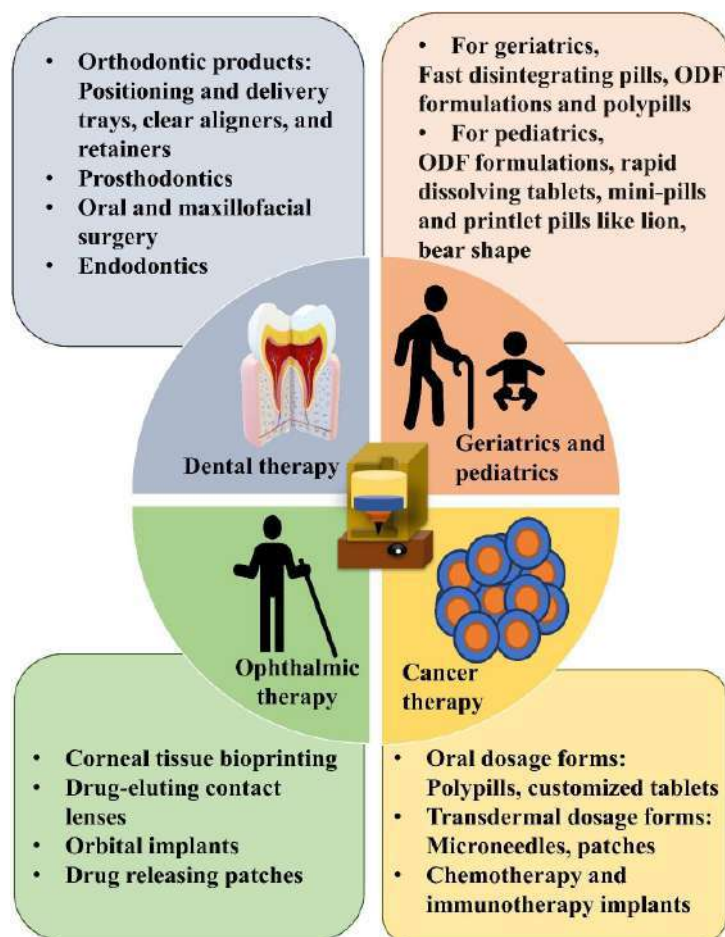 • Orthodontic products:
Positioning and delivery
trays, clear aligners, and
retainers
• Prosthodontics
• Oral and maxillofacial
surgery
• Endodontics
• For geriatrics,
Fast disintegrating pills, ODF
formulations and polypills
• For pediatrics,
ODF formulations, rapid
dissolving tablets, mini-pills
and printlet pills like lion,
bear shape
Dental therapy
Geriatrics and
pediatrics
Ophthalmic
therapy
Cancer
therapy
• Corneal tissue bioprinting
• Drug-eluting contact
lenses
• Orbital implants
• Drug releasing patches
• Oral dosage forms:
Polypills, customized tablets
• Transdermal dosage forms:
Microneedles, patches
• Chemotherapy and
immunotherapy implants